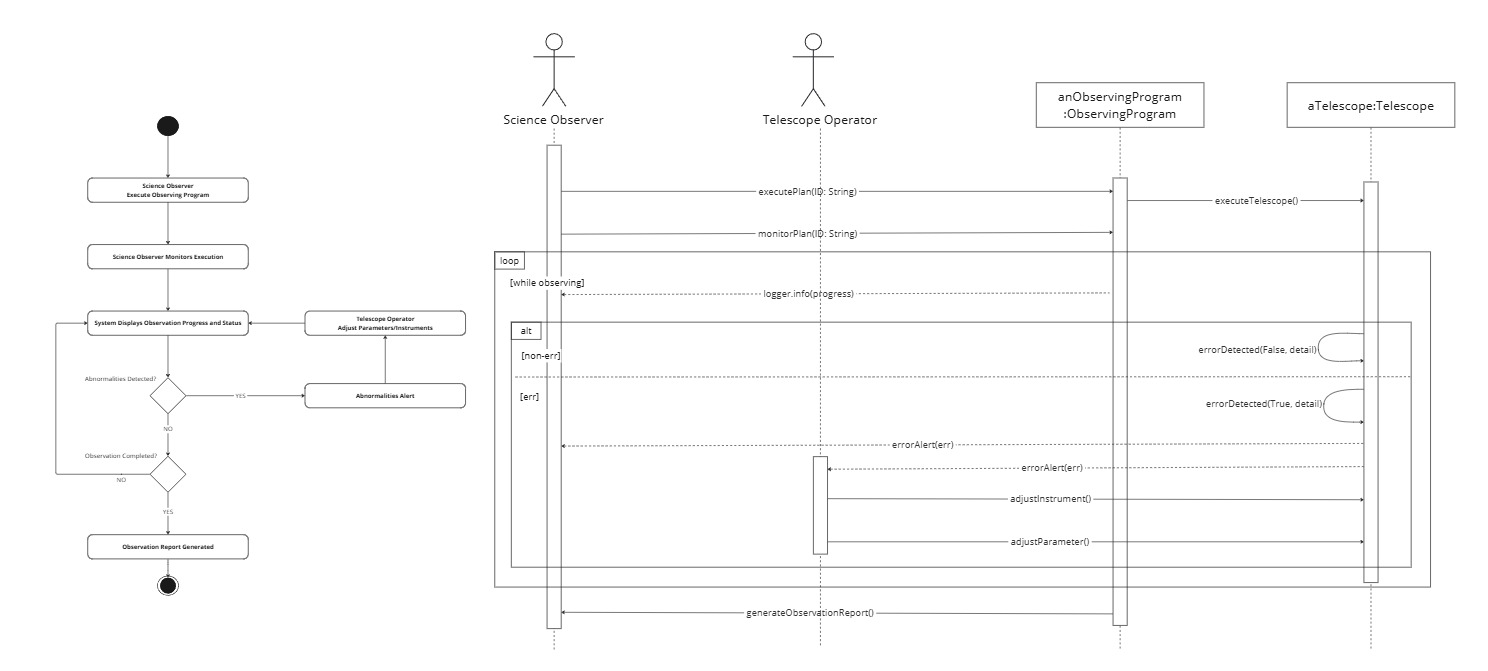 Science Observer
Execute Observing Program
Science Observer Monitors Execution
System Displays Observation Progress and Status
Telescope Operator
Adjust Parameters/Instruments
Abnormalities Detected?
YES
Abnormalities Alert
NO
Observation Completed?
NO
YES
Observation Report Generated
Science Observer
Telescope Operator
anObservingProgram
:ObservingProgram
aTelescope:Telescope
executePlan(ID: String)
executeTelescope()
monitorPlan(ID: String)
loop
[while observing]
logger.info(progress)
alt
[non-err]
errorDetected(False, detail)
[err]
errorDetected(True, detail)
errorAlert(err)
errorAlert(err)
adjustInstrument()
adjustParameter()
generateObservationReport()